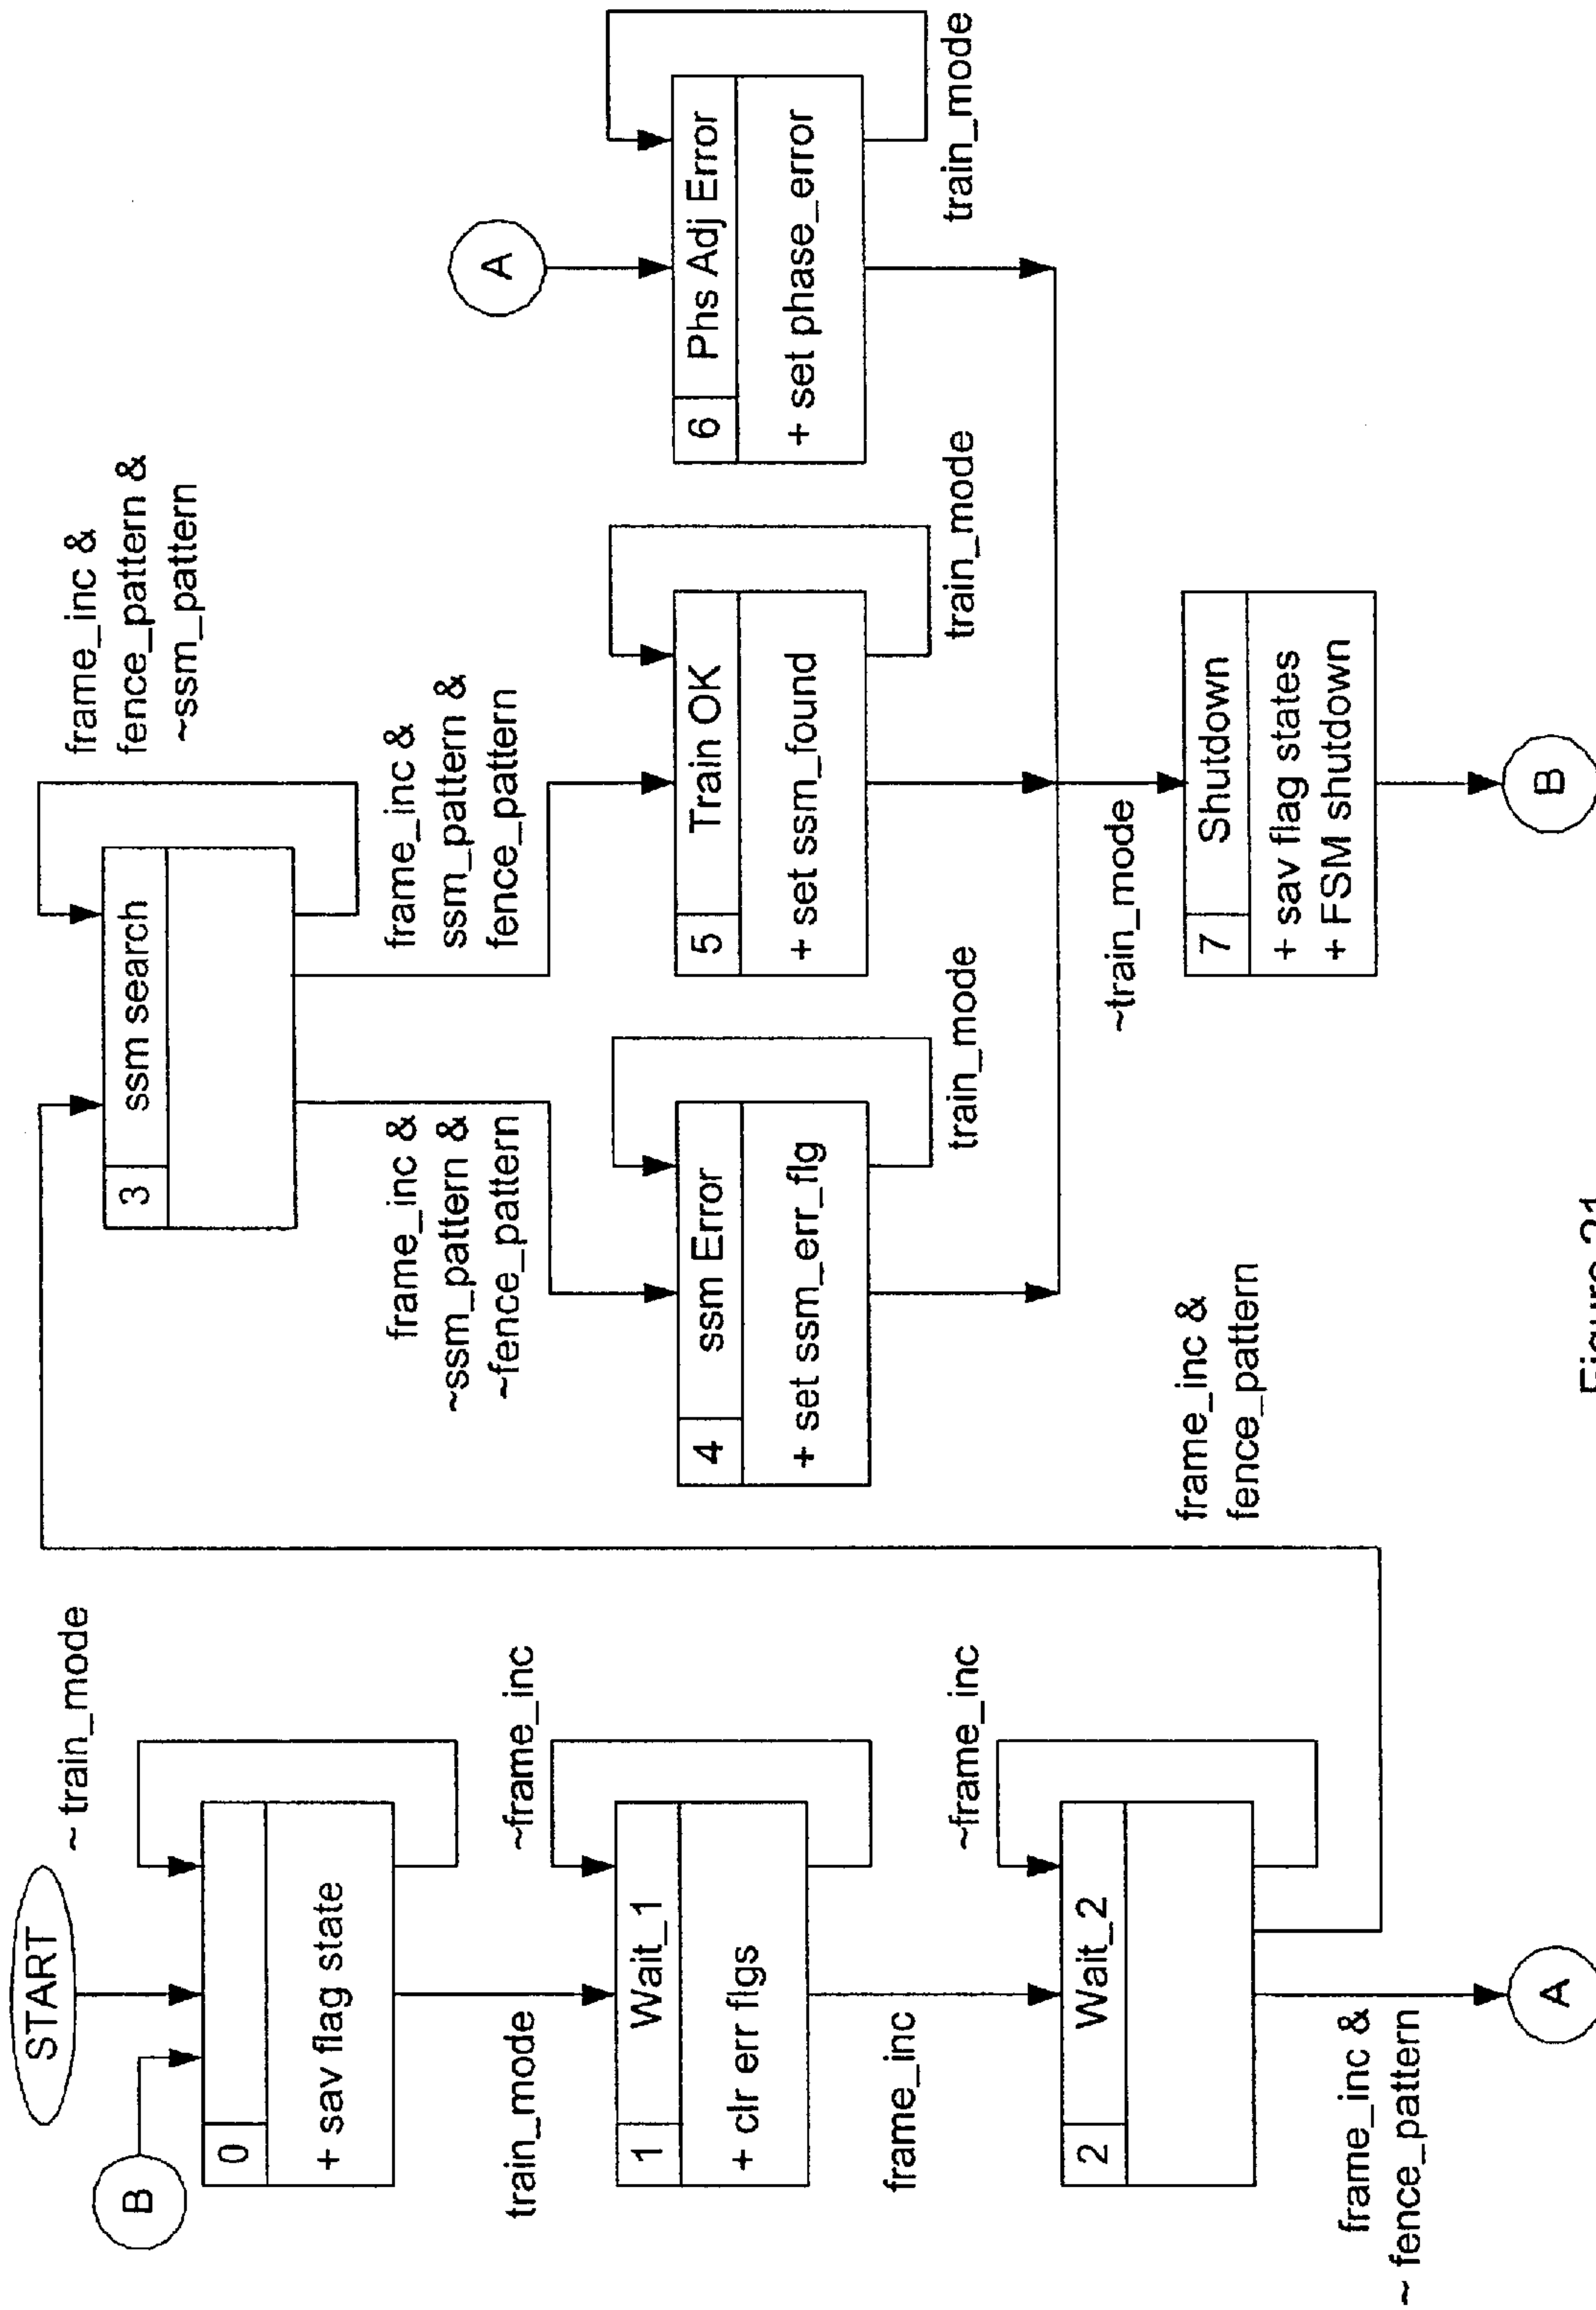 START
B
~ train_mode
0
+ sav flag state
train_mode
~frame_inc
1 Wait_1
+ clr err flgs
frame_inc
~frame_inc
2 Wait_2
frame_inc &
~ fence_pattern
A
frame_inc &
fence_pattern
3 ssm search
frame_inc &
fence_pattern &
~ssm_pattern
frame_inc &
~ssm_pattern &
~fence_pattern
frame_inc &
ssm_pattern &
fence_pattern
4 ssm Error
+ set ssm_err_flg
train_mode
5 Train OK
+ set ssm_found
train_mode
A
6 Phs Adj Error
+ set phase_error
train_mode
~train_mode
7 Shutdown
+ sav flag states
+ FSM shutdown
B
Figure 21